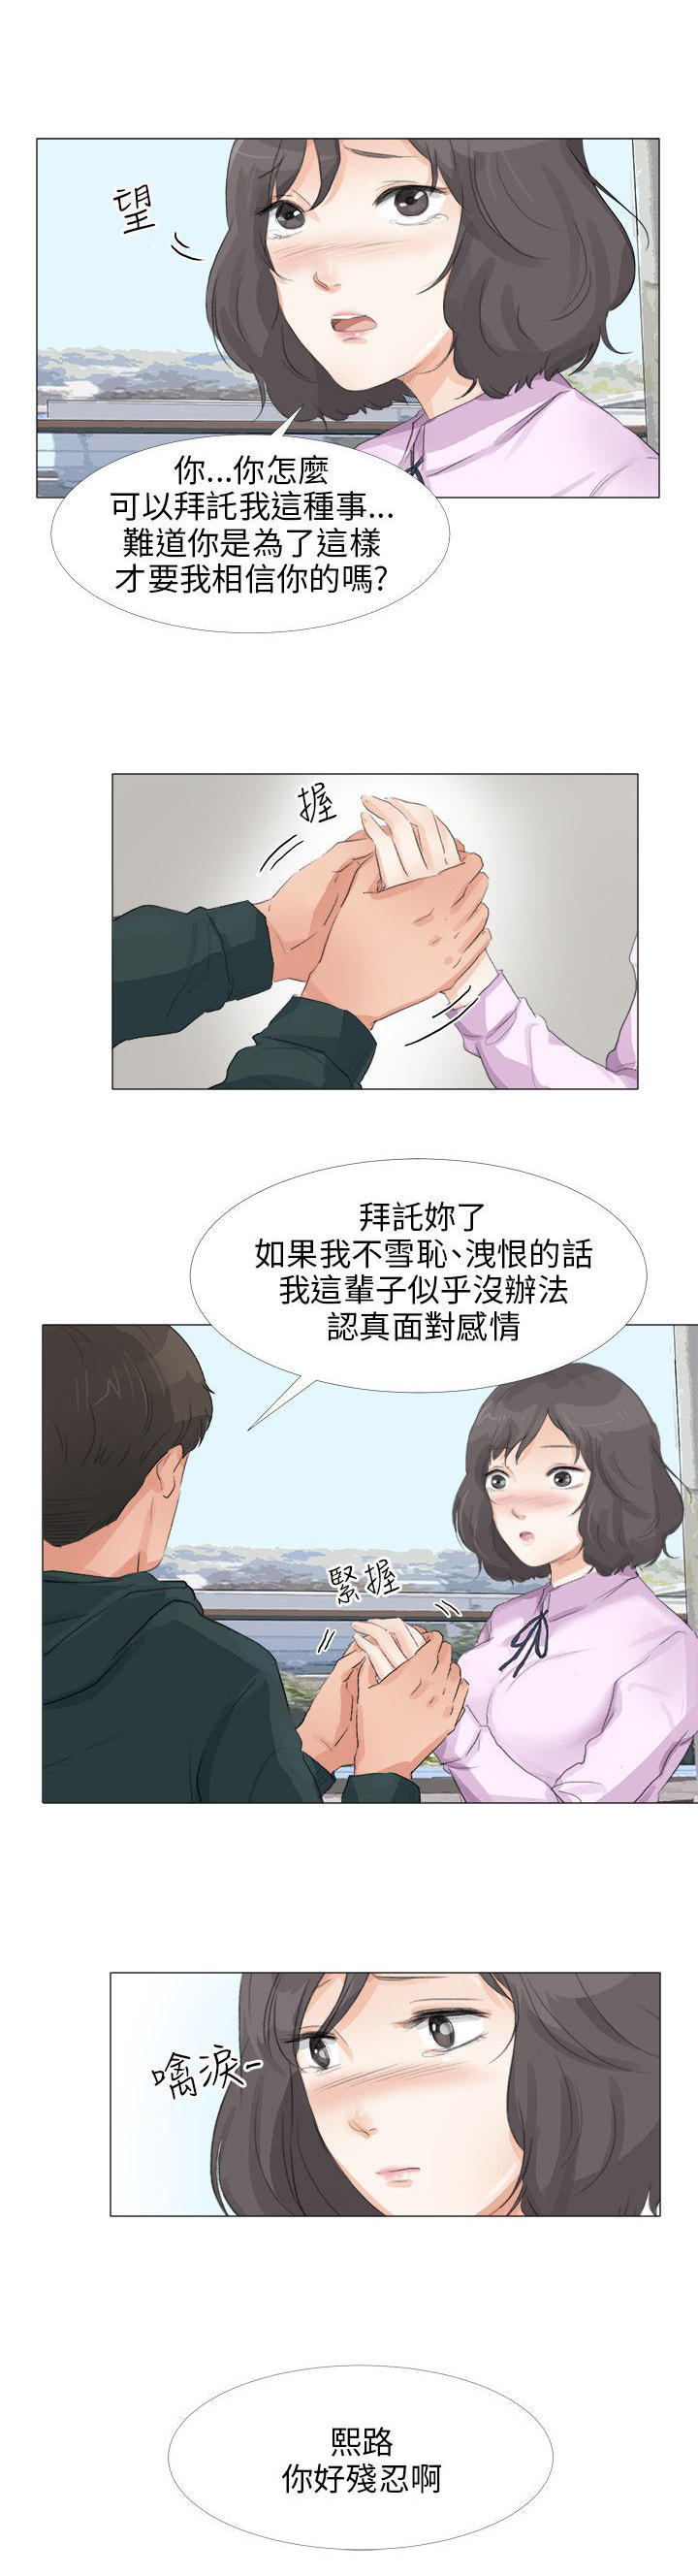 望
你...你怎麼
可以拜託我這種事...
難道你是為了這樣
才要我相信你的嗎?
握
拜託妳了
如果我不雪恥、洩恨的話
我這輩子似乎沒辦法
認真面對感情
緊握
噙淚-
熙路
你好殘忍啊